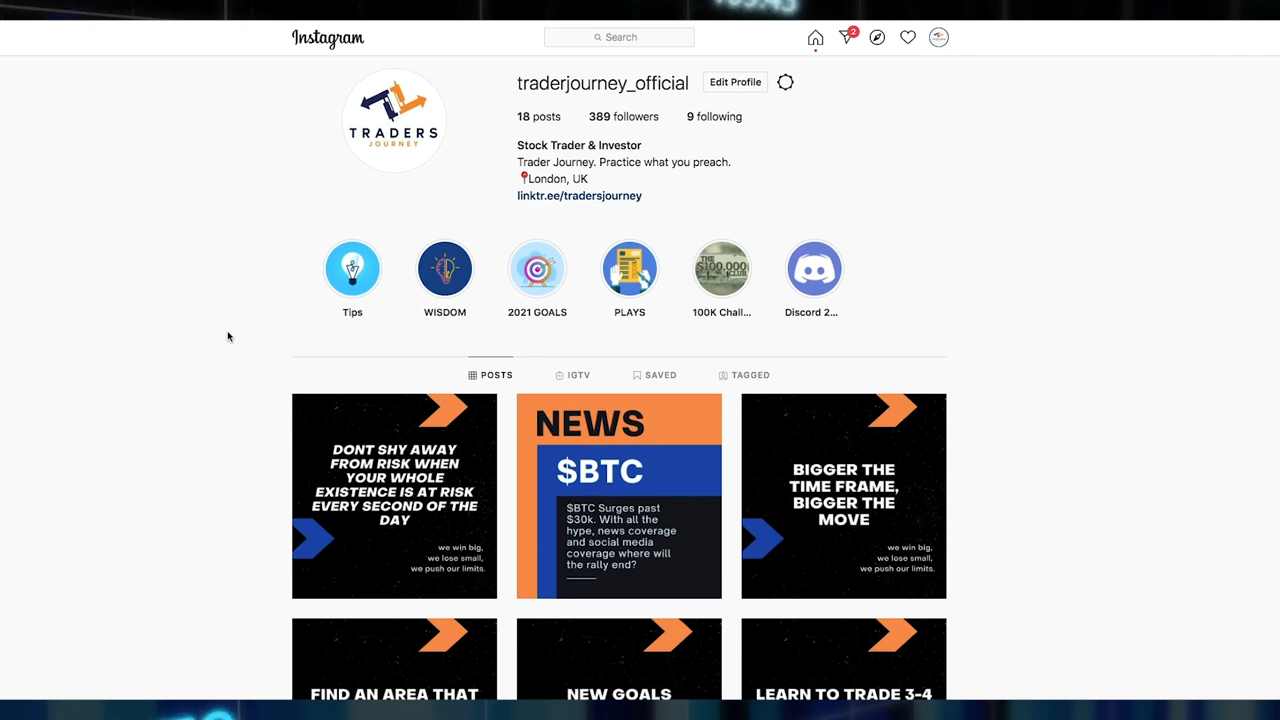 Instagram
Search
2
traderjourney_official
Edit Profile
TRADERS
JOURNEY
18 posts
389 followers
9 following
Stock Trader & Investor
Trader Journey. Practice what you preach.
📍London, UK
linktr.ee/tradersjourney
THE
$100,000
CLUB
Tips
WISDOM
2021 GOALS
PLAYS
100K Chall...
Discord 2...
POSTS
IGTV
SAVED
TAGGED
DONT SHY AWAY
FROM RISK WHEN
YOUR WHOLE
EXISTENCE IS AT RISK
EVERY SECOND OF THE
DAY
we win big,
we lose small,
we push our limits.
NEWS
$BTC
$BTC Surges past
$30k. With all the
hype, news coverage
and social media
coverage where will
the rally end?
BIGGER THE
TIME FRAME,
BIGGER THE
MOVE
we win big,
we lose small,
we push our limits.
FIND AN AREA THAT
NEW GOALS
LEARN TO TRADE 3-4